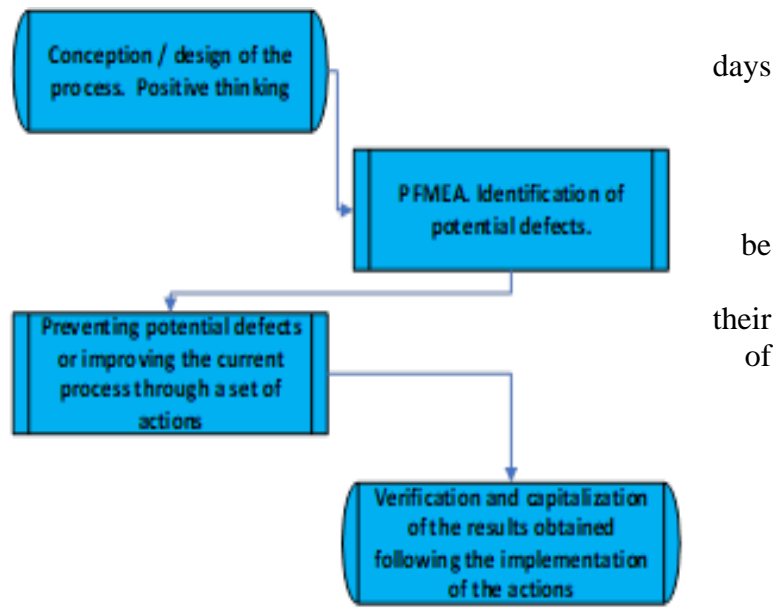 Conception / design of the
process. Positive thinking
days
PFMEA. Identification of
potential defects.
be
their
of
Preventing potential defects
or improving the current
process through a set of
actions
Verification and capitalization
of the results obtained
following the implementation
of the actions